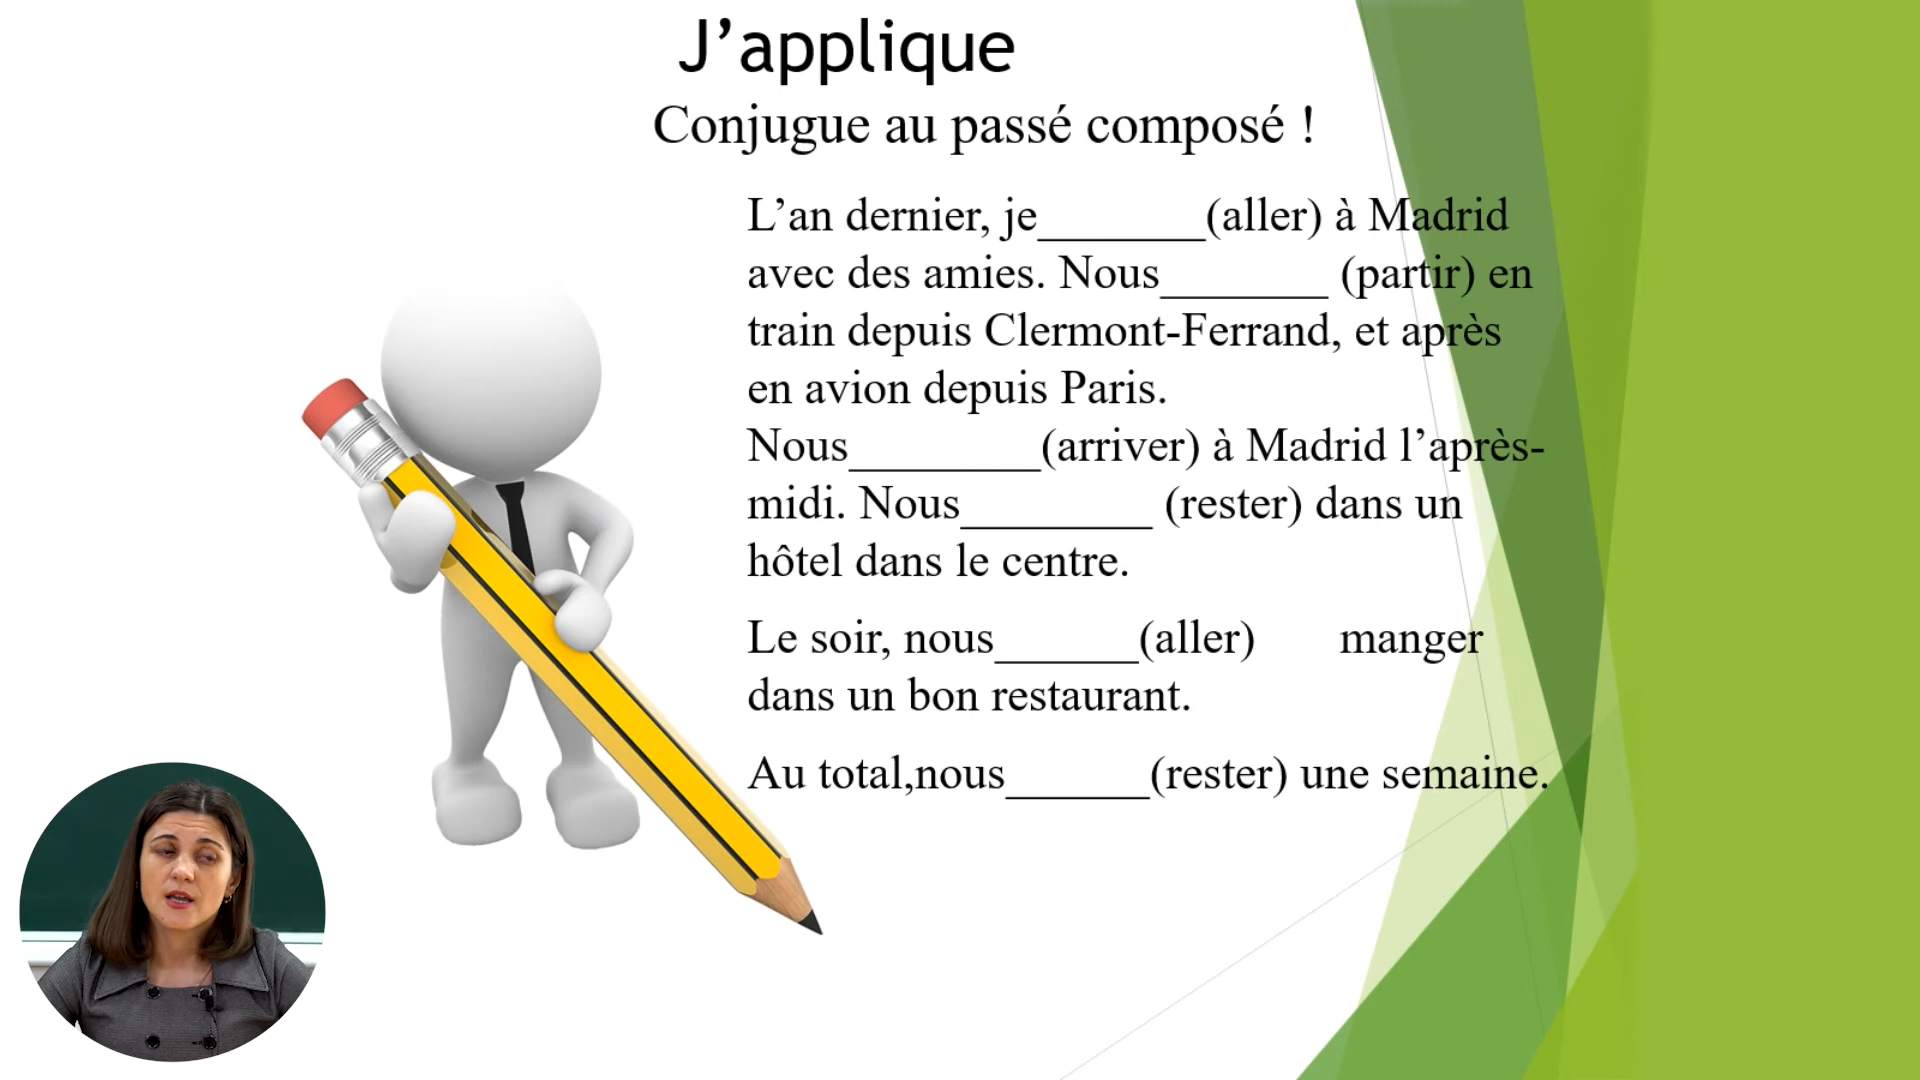 J’applique
Conjugue au passé composé !
L’an dernier, je_______(aller) à Madrid
avec des amies. Nous_______ (partir) en
train depuis Clermont-Ferrand, et après
en avion depuis Paris.
Nous________(arriver) à Madrid l’après-
midi. Nous________ (rester) dans un
hôtel dans le centre.
Le soir, nous______(aller) manger
dans un bon restaurant.
Au total,nous______(rester) une semaine.